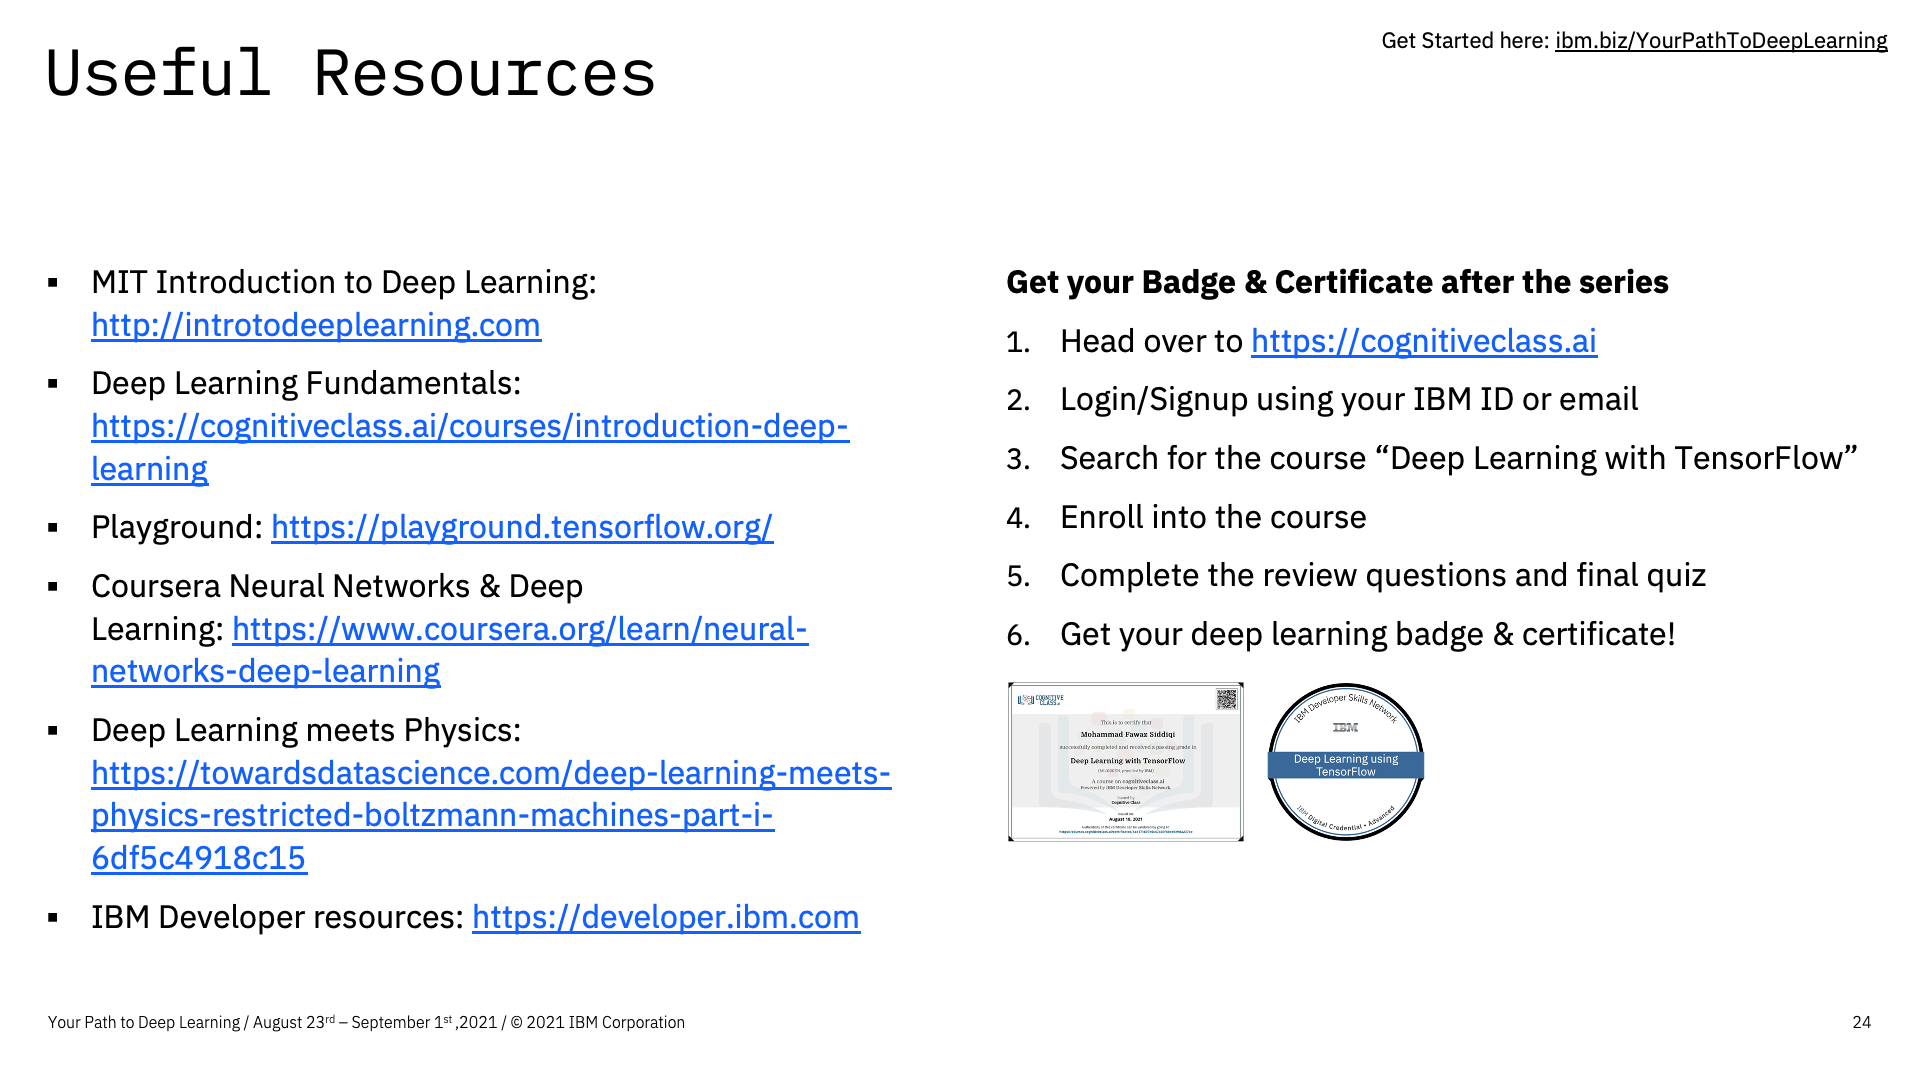 Useful Resources
Get Started here: ibm.biz/YourPathToDeepLearning
▪ MIT Introduction to Deep Learning:
http://introtodeeplearning.com
▪ Deep Learning Fundamentals:
https://cognitiveclass.ai/courses/introduction-deep-
learning
▪ Playground: https://playground.tensorflow.org/
▪ Coursera Neural Networks & Deep
Learning: https://www.coursera.org/learn/neural-
networks-deep-learning
▪ Deep Learning meets Physics:
https://towardsdatascience.com/deep-learning-meets-
physics-restricted-boltzmann-machines-part-i-
6df5c4918c15
▪ IBM Developer resources: https://developer.ibm.com
Get your Badge & Certificate after the series
1. Head over to https://cognitiveclass.ai
2. Login/Signup using your IBM ID or email
3. Search for the course “Deep Learning with TensorFlow”
4. Enroll into the course
5. Complete the review questions and final quiz
6. Get your deep learning badge & certificate!
COGNITIVE
CLASS.ai
This is to certify that
Mohammad Fawaz Siddiqi
successfully completed and received a passing grade in
Deep Learning with TensorFlow
A course on cognitiveclass.ai
Powered by IBM Developer Skills Network.
Issued by
Cognitive Class
August 16, 2021
IBM Developer Skills Network
IBM
Deep Learning using
TensorFlow
IBM Digital Credential • Advanced
Your Path to Deep Learning / August 23rd – September 1st ,2021 / © 2021 IBM Corporation
24